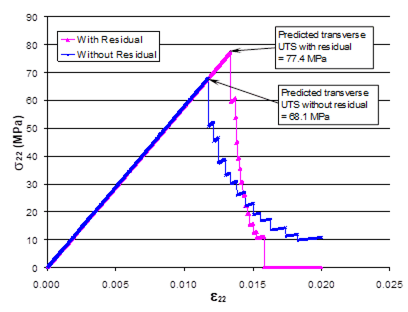 90
80
70
60
50
40
30
20
10
0
σ22 (MPa)
With Residual
Without Residual
Predicted transverse
UTS with residual
= 77.4 MPa
Predicted transverse
UTS without residual
= 68.1 MPa
0.000 0.005 0.010 0.015 0.020 0.025
ε22